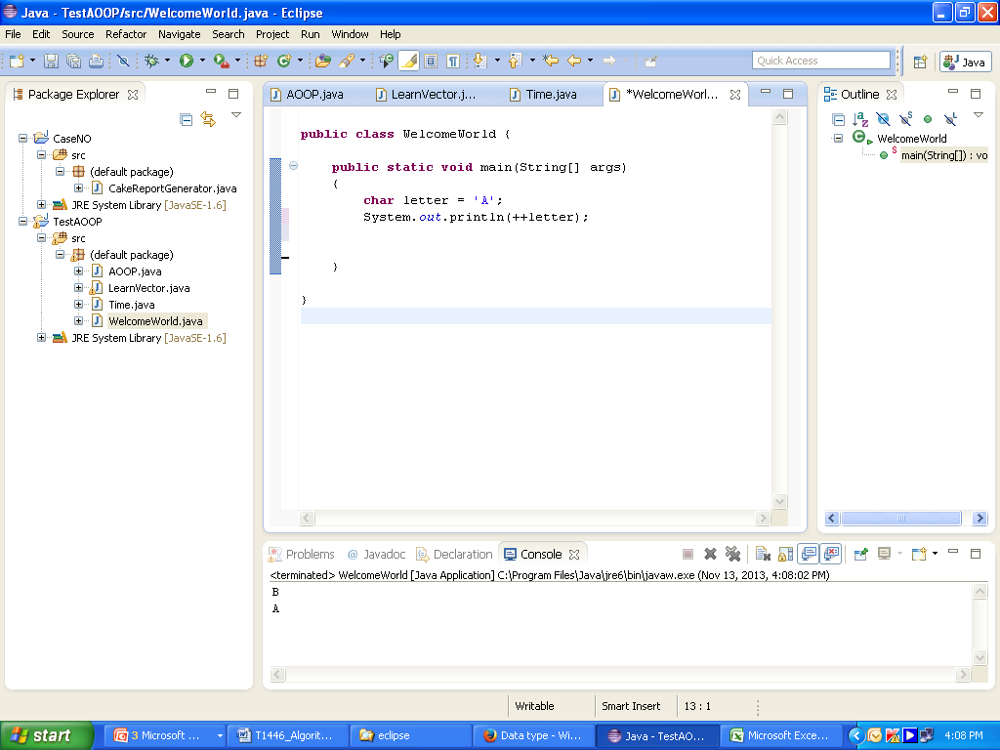 Java - TestAOOP/src/WelcomeWorld.java - Eclipse
File Edit Source Refactor Navigate Search Project Run Window Help
Quick Access
Java
Package Explorer
CaseNO
src
(default package)
CakeReportGenerator.java
JRE System Library [JavaSE-1.6]
TestAOOP
src
(default package)
AOOP.java
LearnVector.java
Time.java
WelcomeWorld.java
JRE System Library [JavaSE-1.6]
AOOP.java LearnVector.j... Time.java *WelcomeWorl...
public class WelcomeWorld {
public static void main(String[] args)
{
char letter = 'A';
System.out.println(++letter);
}
}
Outline
WelcomeWorld
main(String[]) : vo
Problems @ Javadoc Declaration Console
<terminated> WelcomeWorld [Java Application] C:\Program Files\Java\jre6\bin\javaw.exe (Nov 13, 2013, 4:08:02 PM)
B
A
Writable Smart Insert 13 : 1
start 3 Microsoft ... T1446_Algorit... eclipse Data type - Wi... Java - TestAO... Microsoft Exce... 4:08 PM